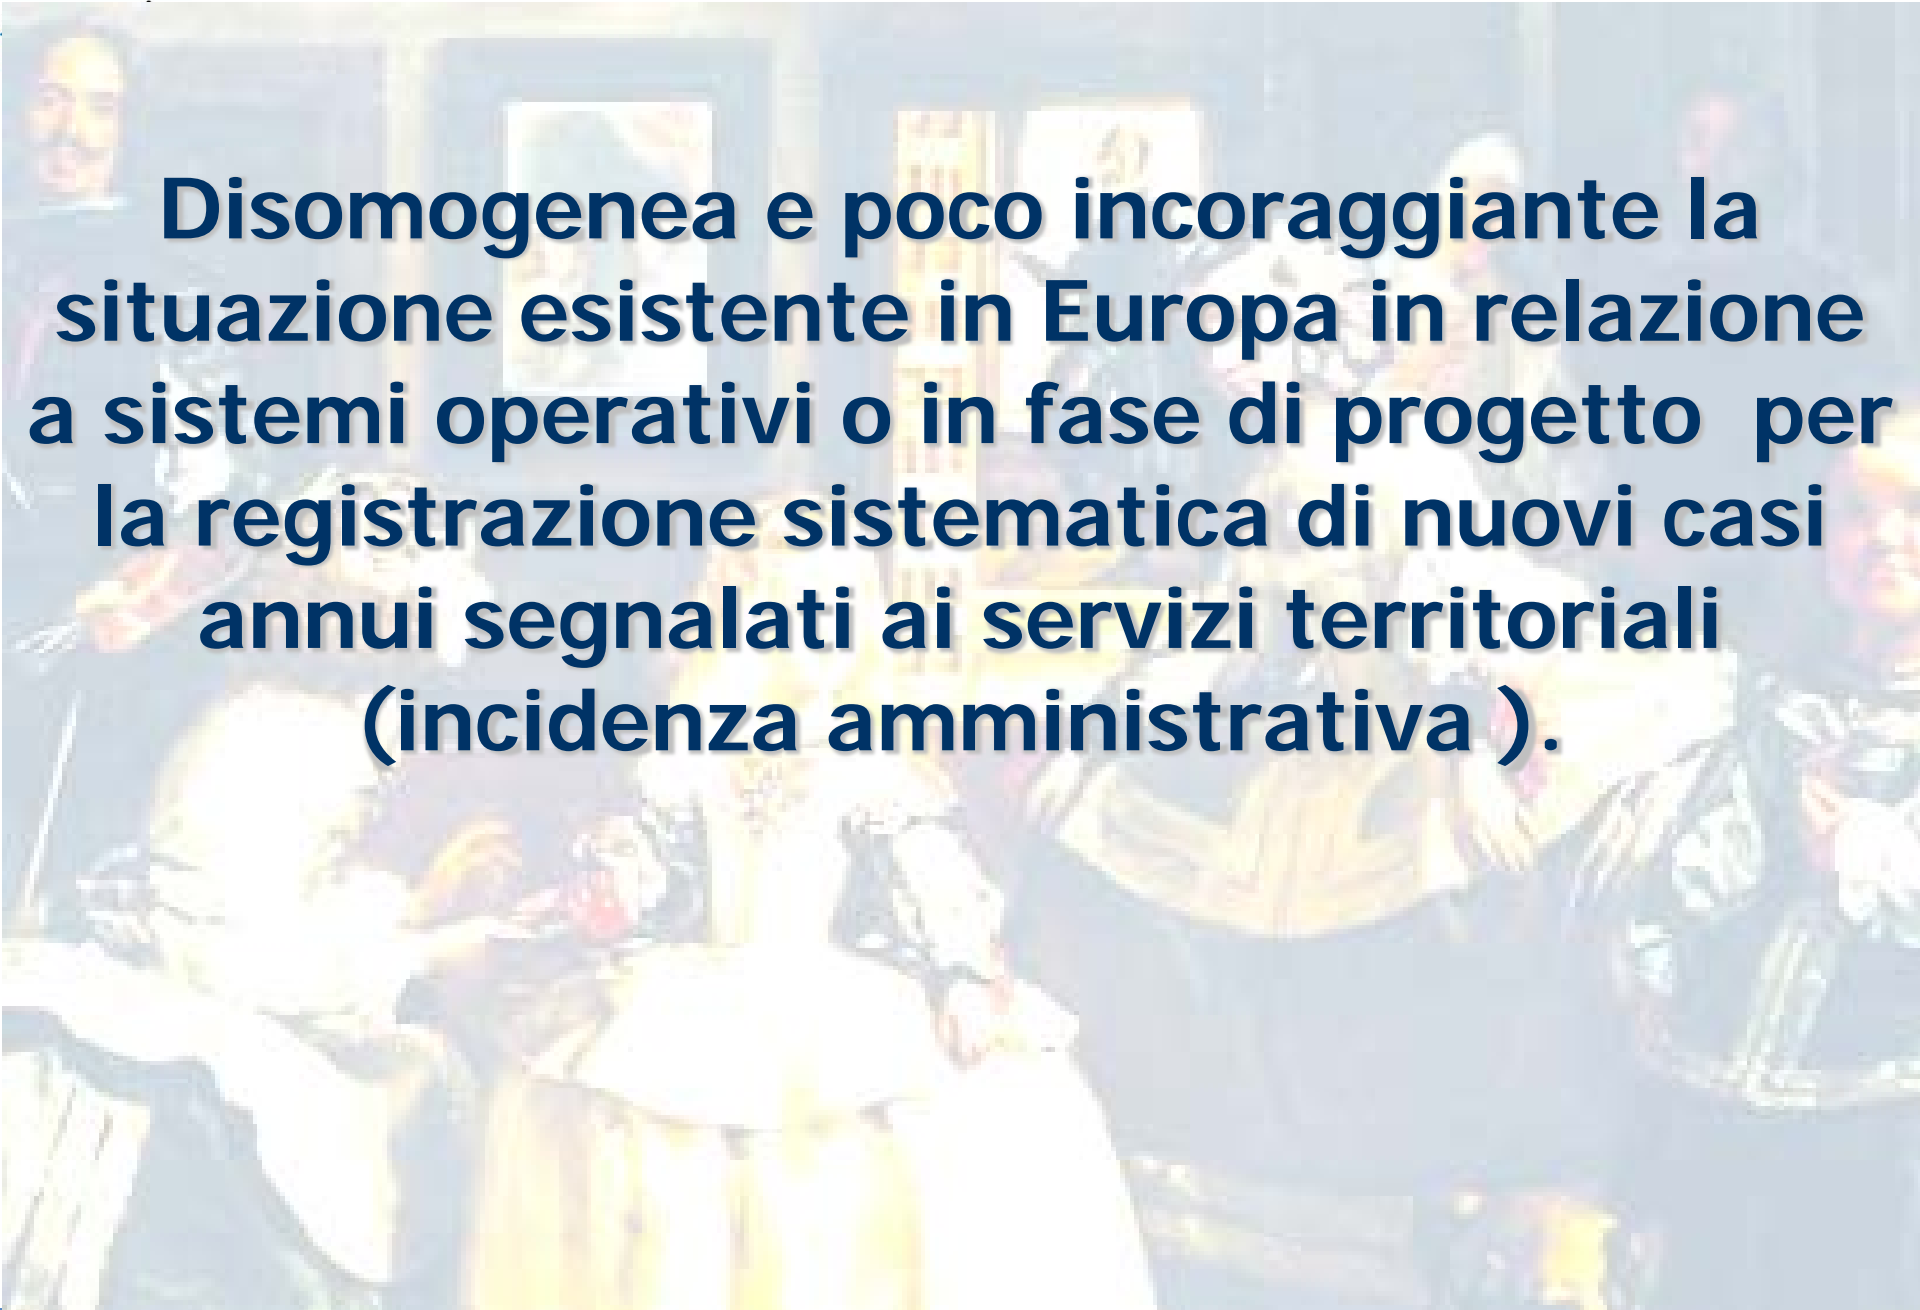 Disomogenea e poco incoraggiante la
situazione esistente in Europa in relazione
a sistemi operativi o in fase di progetto  per
la registrazione sistematica di nuovi casi
annui segnalati ai servizi territoriali
(incidenza amministrativa ).